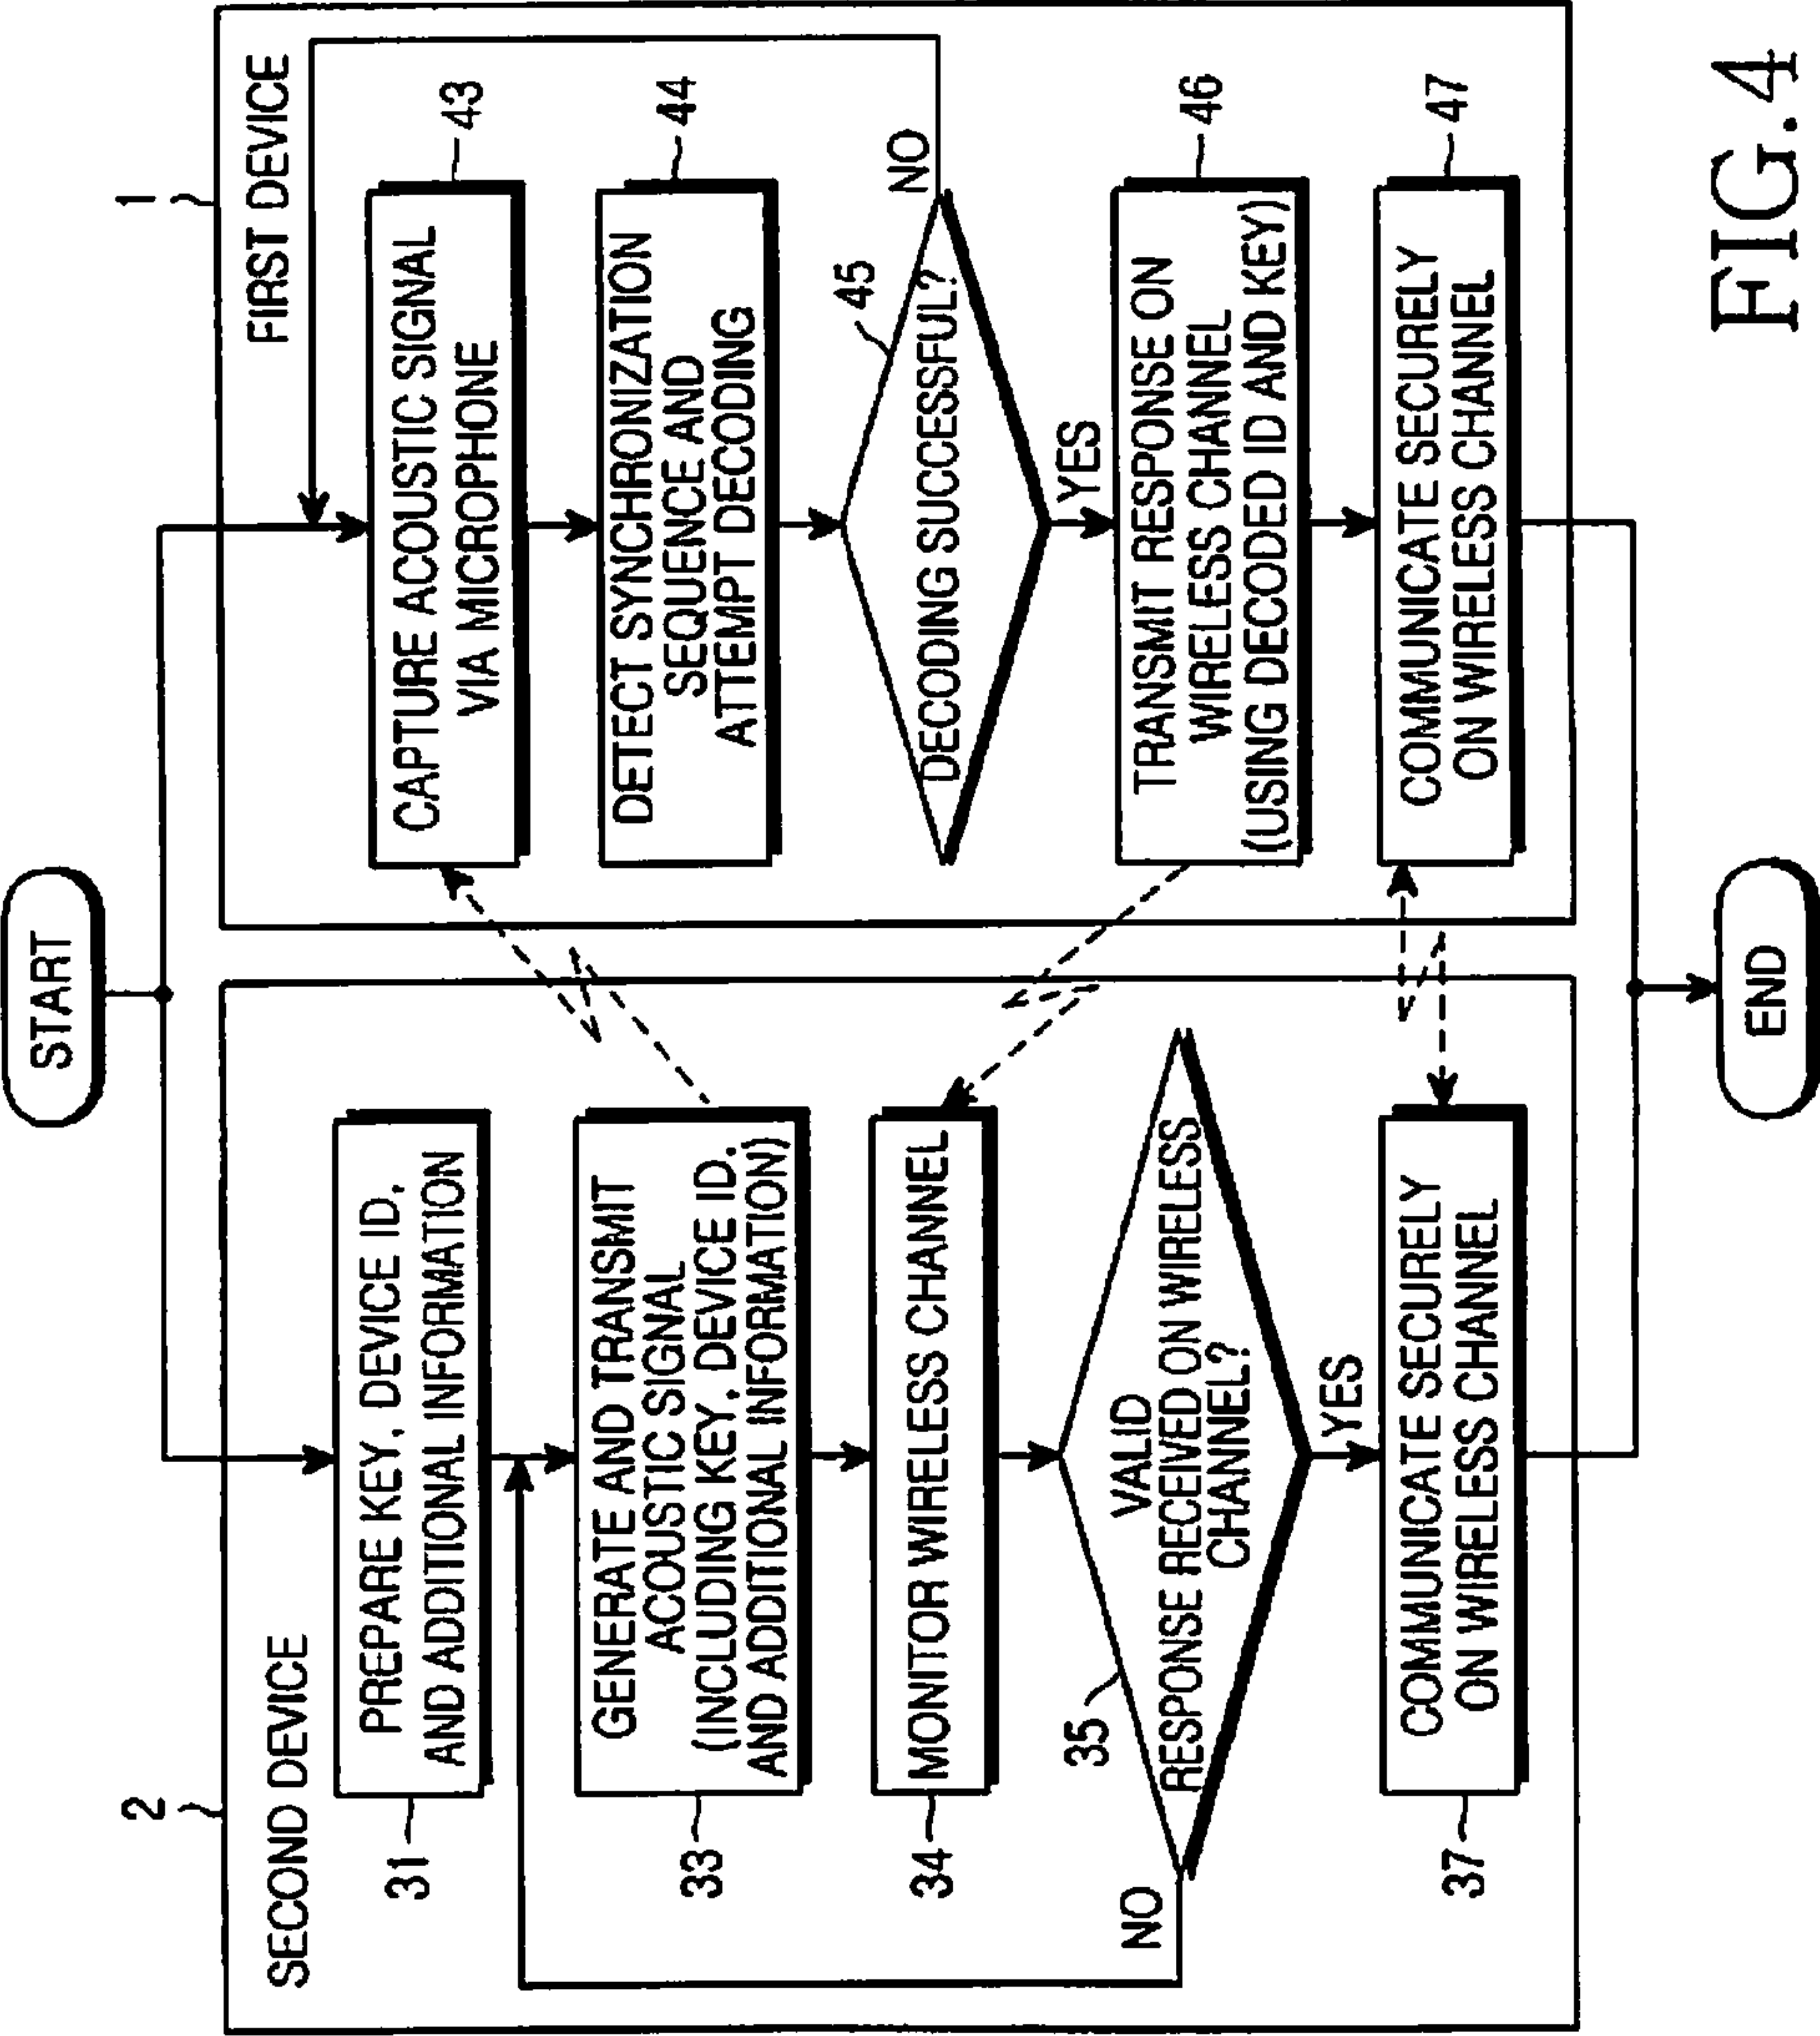 START
2
SECOND DEVICE
31
PREPARE KEY, DEVICE ID,
AND ADDITIONAL INFORMATION
33
GENERATE AND TRANSMIT
ACOUSTIC SIGNAL
(INCLUDING KEY, DEVICE ID,
AND ADDITIONAL INFORMATION)
34
MONITOR WIRELESS CHANNEL
35
VALID
RESPONSE RECEIVED ON WIRELESS
CHANNEL?
NO
YES
37
COMMUNICATE SECURELY
ON WIRELESS CHANNEL
1
FIRST DEVICE
CAPTURE ACOUSTIC SIGNAL
VIA MICROPHONE
43
DETECT SYNCHRONIZATION
SEQUENCE AND
ATTEMPT DECODING
44
45
DECODING SUCCESSFUL?
NO
YES
TRANSMIT RESPONSE ON
WIRELESS CHANNEL
(USING DECODED ID AND KEY)
46
COMMUNICATE SECURELY
ON WIRELESS CHANNEL
47
END
FIG.4